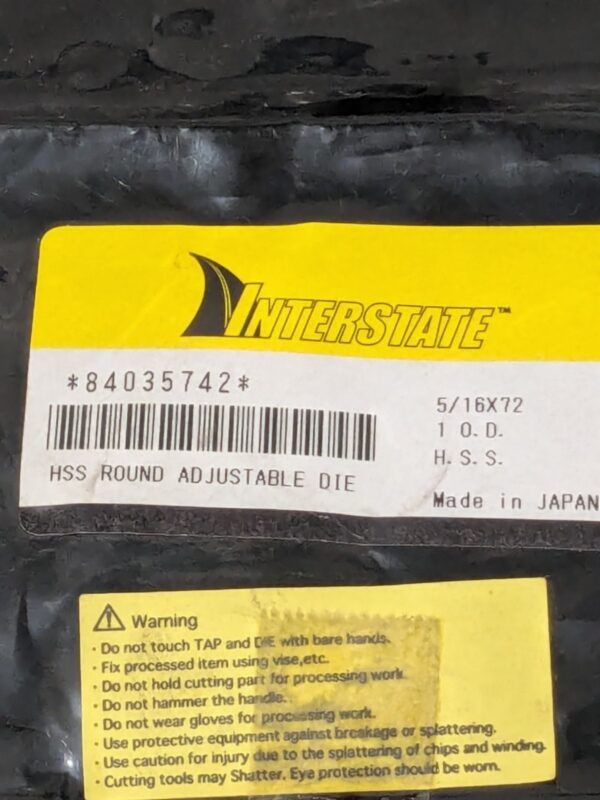 INTERSTATE™
*84035742*
HSS ROUND ADJUSTABLE DIE
5/16X72
1 O.D.
H.S.S.
Made in JAPAN
Warning
· Do not touch TAP and DIE with bare hands.
· Fix processed item using vise,etc.
· Do not hold cutting part for processing work.
· Do not hammer the handle.
· Do not wear gloves for processing work.
· Use protective equipment against breakage or splattering.
· Use caution for injury due to the splattering of chips and winding.
· Cutting tools may Shatter. Eye protection should be worn.